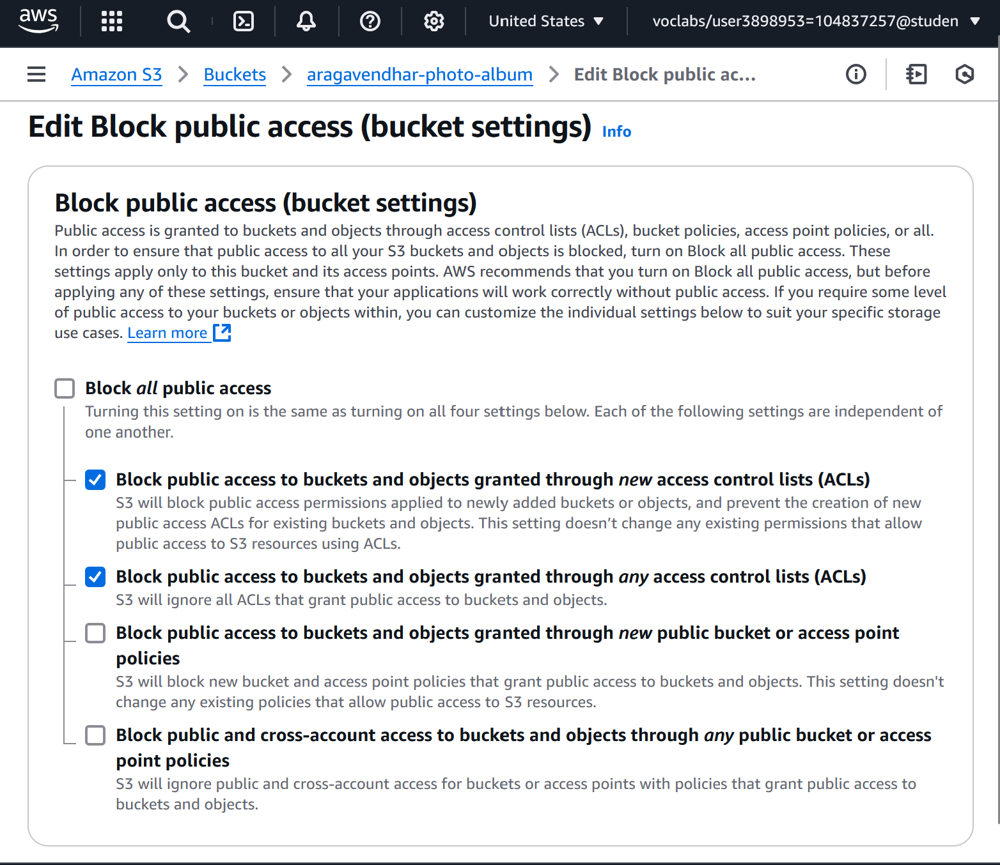 aws
United States
voclabs/user3898953=104837257@studen
Amazon S3
Buckets
aragavendhar-photo-album
Edit Block public ac...
Edit Block public access (bucket settings) Info
Block public access (bucket settings)
Public access is granted to buckets and objects through access control lists (ACLs), bucket policies, access point policies, or all.
In order to ensure that public access to all your S3 buckets and objects is blocked, turn on Block all public access. These
settings apply only to this bucket and its access points. AWS recommends that you turn on Block all public access, but before
applying any of these settings, ensure that your applications will work correctly without public access. If you require some level
of public access to your buckets or objects within, you can customize the individual settings below to suit your specific storage
use cases. Learn more
Block all public access
Turning this setting on is the same as turning on all four settings below. Each of the following settings are independent of
one another.
Block public access to buckets and objects granted through new access control lists (ACLs)
S3 will block public access permissions applied to newly added buckets or objects, and prevent the creation of new
public access ACLs for existing buckets and objects. This setting doesn’t change any existing permissions that allow
public access to S3 resources using ACLs.
Block public access to buckets and objects granted through any access control lists (ACLs)
S3 will ignore all ACLs that grant public access to buckets and objects.
Block public access to buckets and objects granted through new public bucket or access point
policies
S3 will block new bucket and access point policies that grant public access to buckets and objects. This setting doesn't
change any existing policies that allow public access to S3 resources.
Block public and cross-account access to buckets and objects through any public bucket or access
point policies
S3 will ignore public and cross-account access for buckets or access points with policies that grant public access to
buckets and objects.